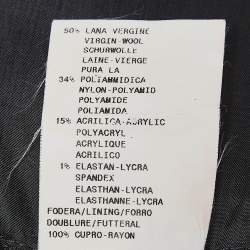 50% LANA VERGINE
VIRGIN-WOOL
SCHURWOLLE
LAINE-VIERGE
PURA LA
34% POLIAMMIDICA
NYLON-POLYAMID
POLYAMIDE
POLIAMIDA
15% ACRILICA-ACRYLIC
POLYACRYL
ACRYLIQUE
ACRILICO
1% ELASTAN-LYCRA
SPANDEX
ELASTHAN-LYCRA
ELASTHANNE-LYCRA
FODERA/LINING/FORRO
DOUBLURE/FUTTERAL
100% CUPRO-RAYON